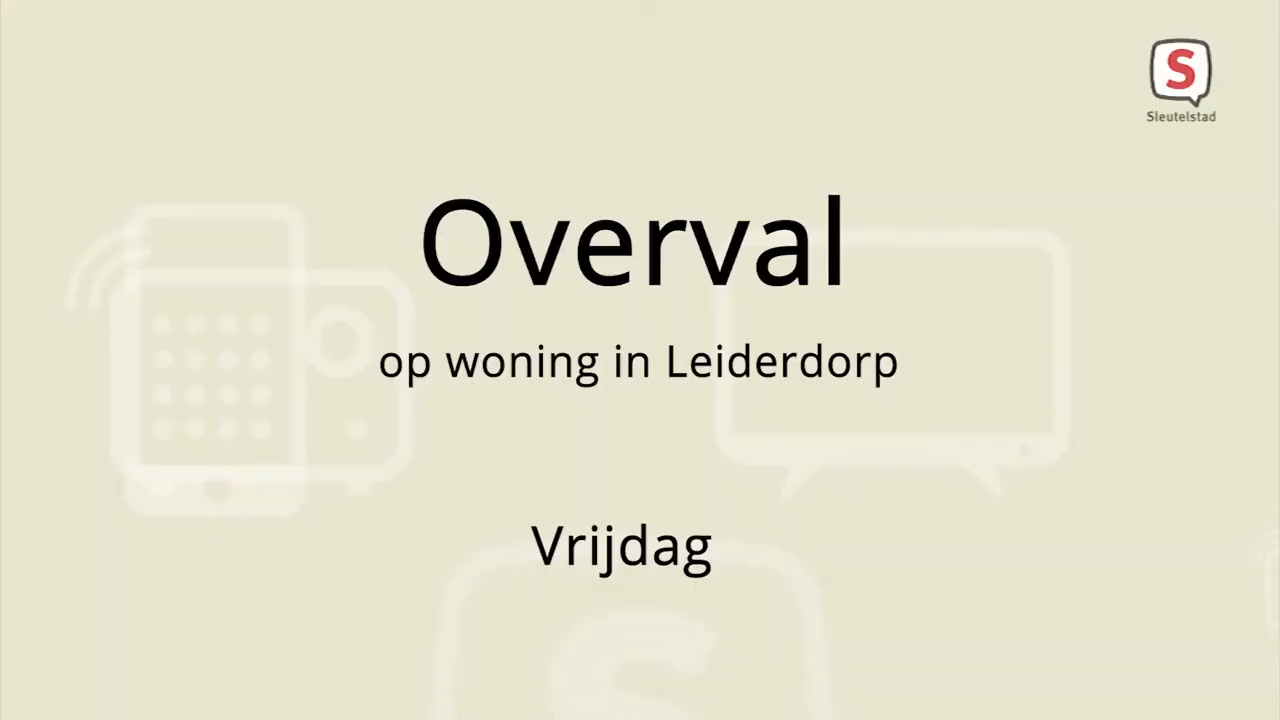 S
Sleutelstad
Overval
op woning in Leiderdorp
Vrijdag